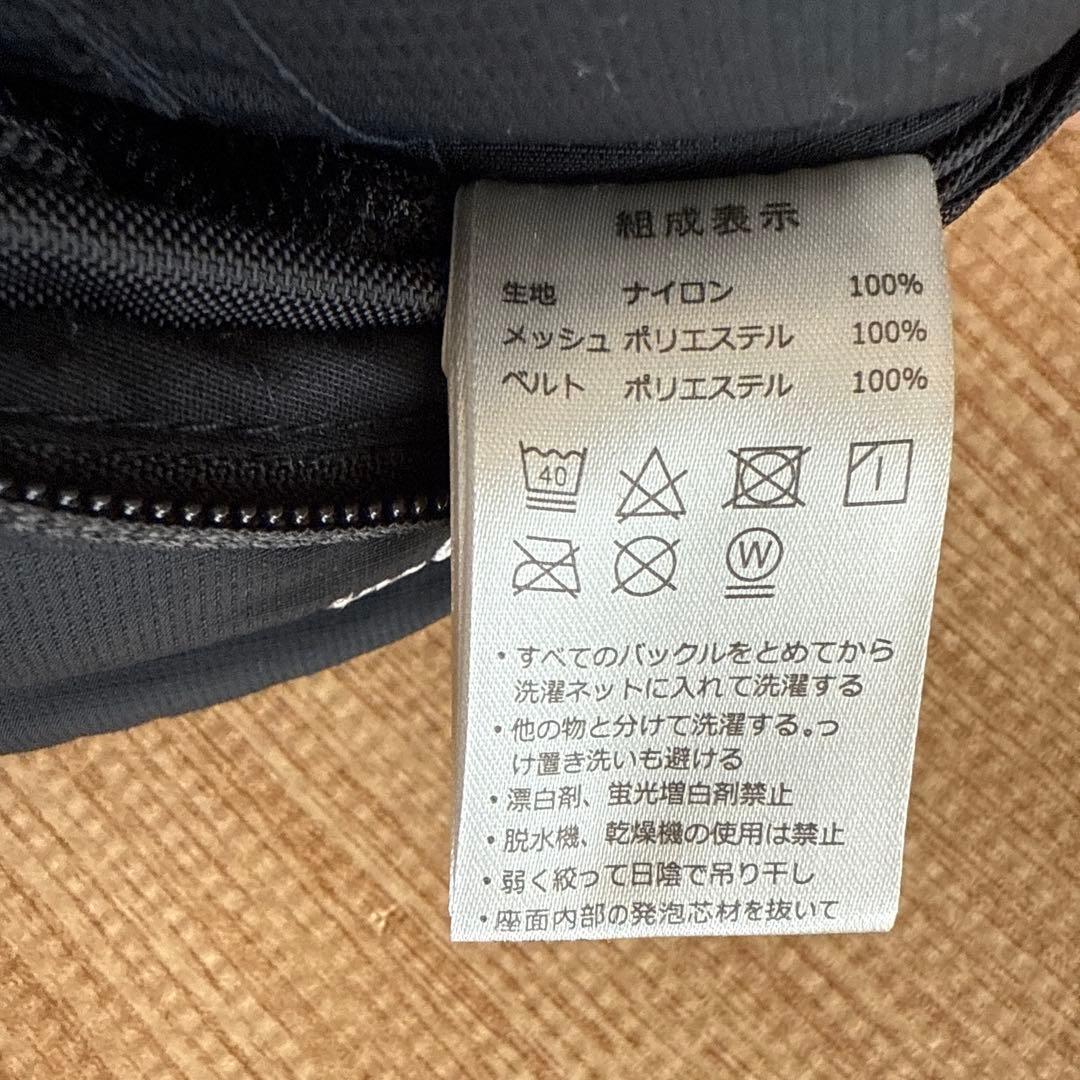 組成表示
生地 ナイロン 100%
メッシュ ポリエステル 100%
ベルト ポリエステル 100%
40
W
・すべてのバックルをとめてから
洗濯ネットに入れて洗濯する
・他の物と分けて洗濯する。つ
け置き洗いも避ける
・漂白剤、蛍光増白剤禁止
・脱水機、乾燥機の使用は禁止
・弱く絞って日陰で吊り干し
・座面内部の発泡芯材を抜いて